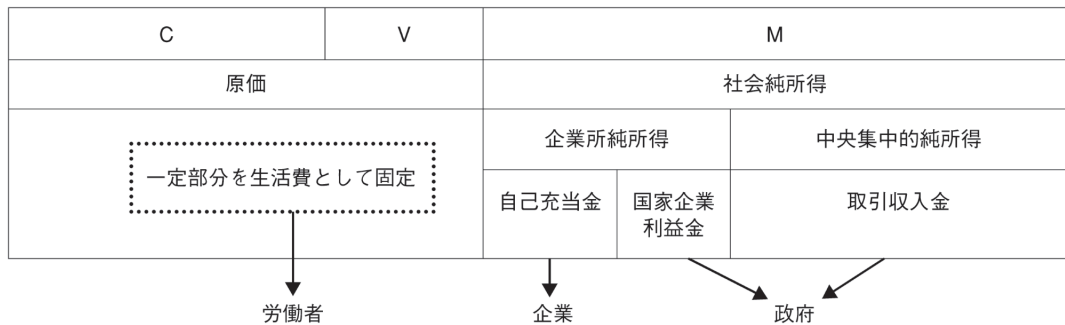 C
V
M
原価
社会純所得
企業所純所得
中央集中的純所得
一定部分を生活費として固定
自己充当金
国家企業
利益金
取引収入金
労働者
企業
政府